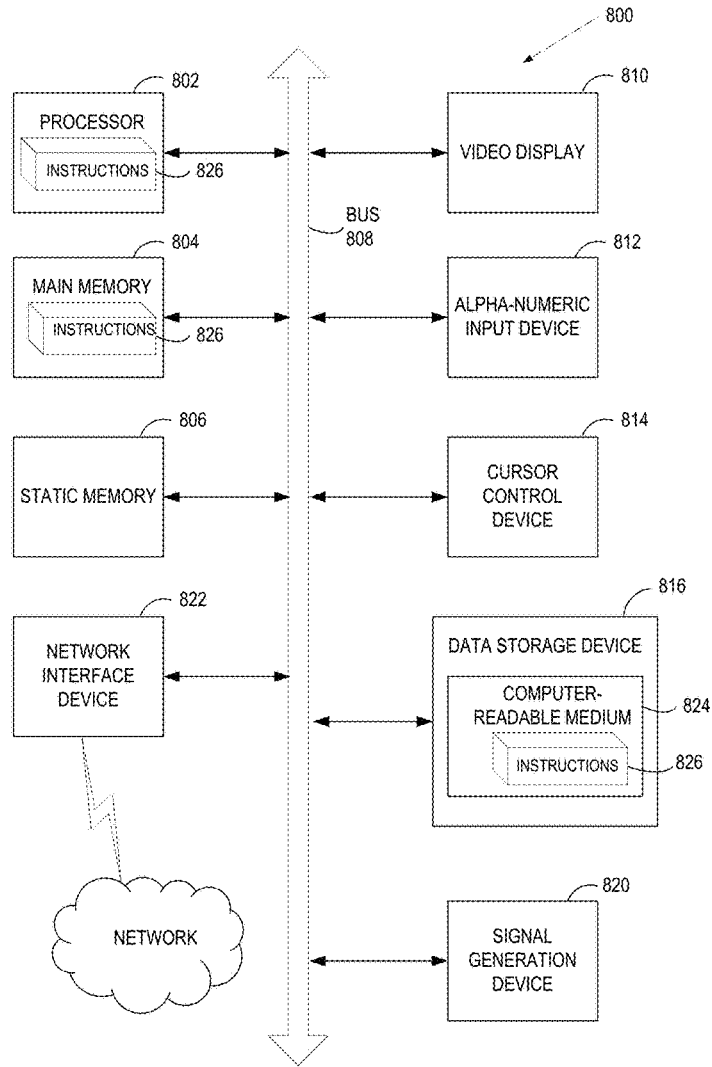 800
802
PROCESSOR
INSTRUCTIONS
826
810
VIDEO DISPLAY
BUS
808
804
MAIN MEMORY
INSTRUCTIONS
826
812
ALPHA-NUMERIC
INPUT DEVICE
806
STATIC MEMORY
814
CURSOR
CONTROL
DEVICE
822
NETWORK
INTERFACE
DEVICE
816
DATA STORAGE DEVICE
COMPUTER-
READABLE MEDIUM
824
INSTRUCTIONS
826
NETWORK
820
SIGNAL
GENERATION
DEVICE